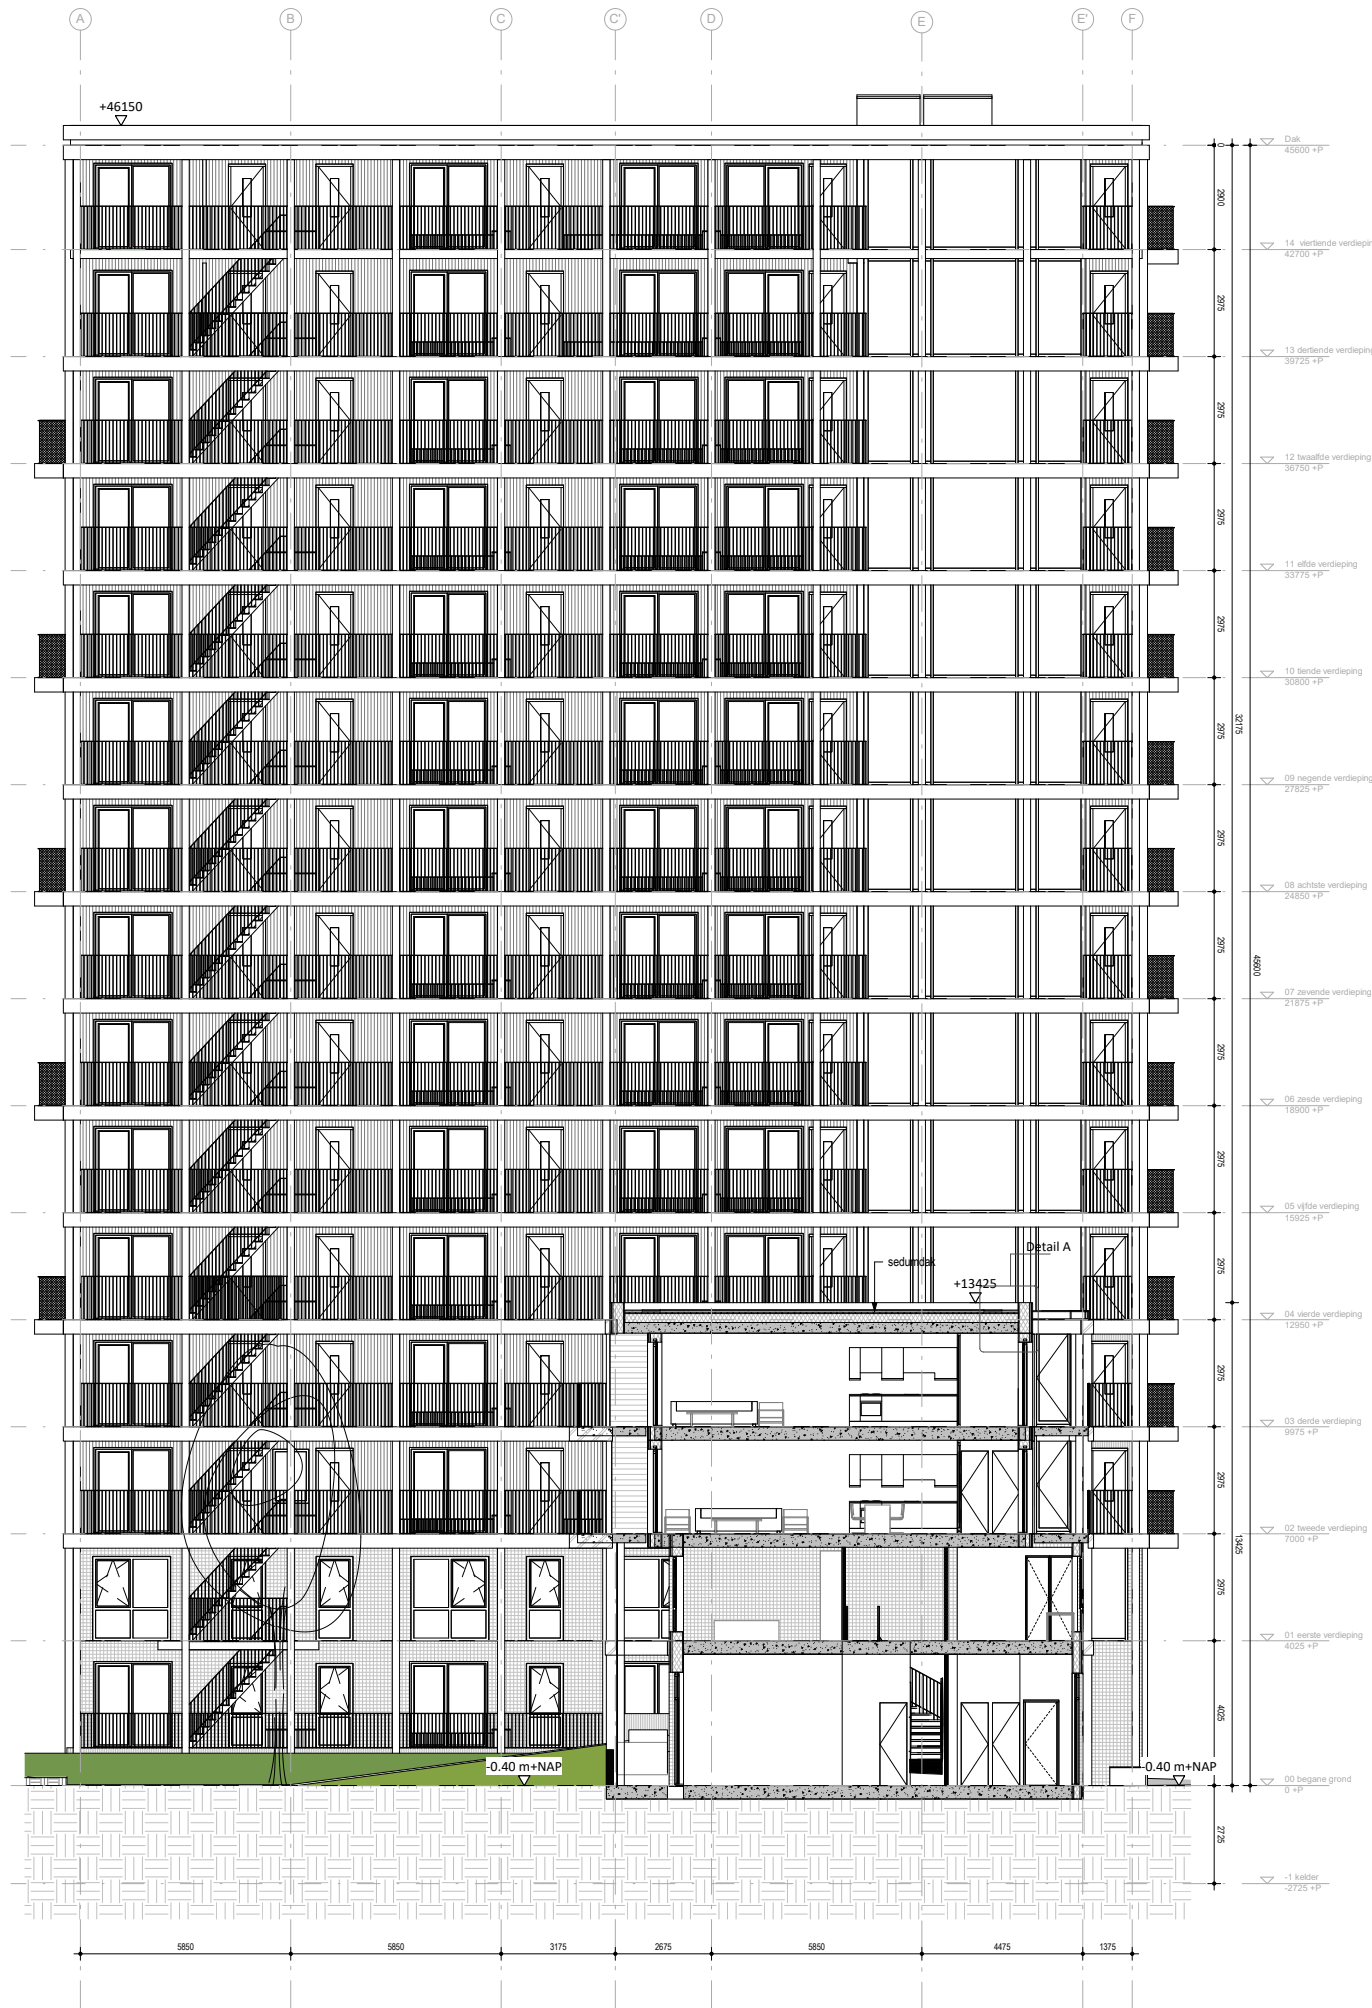 A B C C' D E E' F
+46150
Dak
45600 +P
0
2900
14 viertiende verdieping
42700 +P
2975
13 dertiende verdieping
39725 +P
2975
12 twaalfde verdieping
36750 +P
2975
11 elfde verdieping
33775 +P
2975
10 tiende verdieping
30800 +P
32175
2975
09 negende verdieping
27825 +P
2975
08 achtste verdieping
24850 +P
2975
45600
07 zevende verdieping
21875 +P
2975
06 zesde verdieping
18900 +P
2975
05 vijfde verdieping
15925 +P
2975
Detail A
sedumdak
+13425
04 vierde verdieping
12950 +P
2975
03 derde verdieping
9975 +P
2975
02 tweede verdieping
7000 +P
13425
2975
01 eerste verdieping
4025 +P
4025
-0.40 m+NAP
-0.40 m+NAP
00 begane grond
0 +P
2725
-1 kelder
-2725 +P
5850 5850 3175 2675 5850 4475 1375